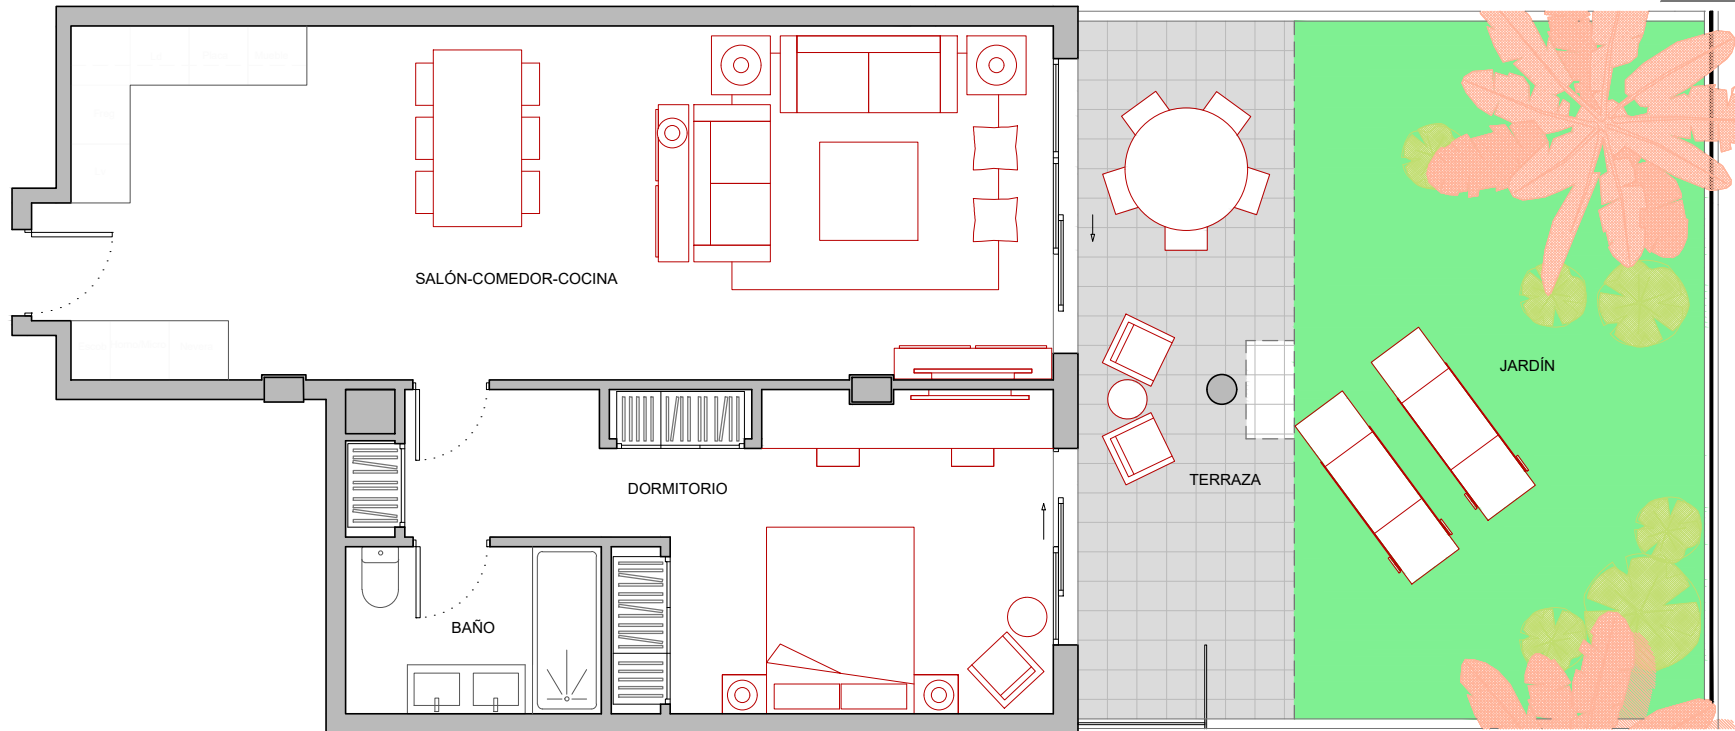 SALÓN-COMEDOR-COCINA
JARDÍN
TERRAZA
DORMITORIO
BAÑO